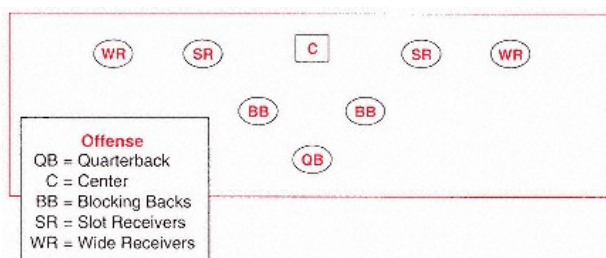 WR SR C SR WR
BB BB
QB
Offense
QB = Quarterback
C = Center
BB = Blocking Backs
SR = Slot Receivers
WR = Wide Receivers